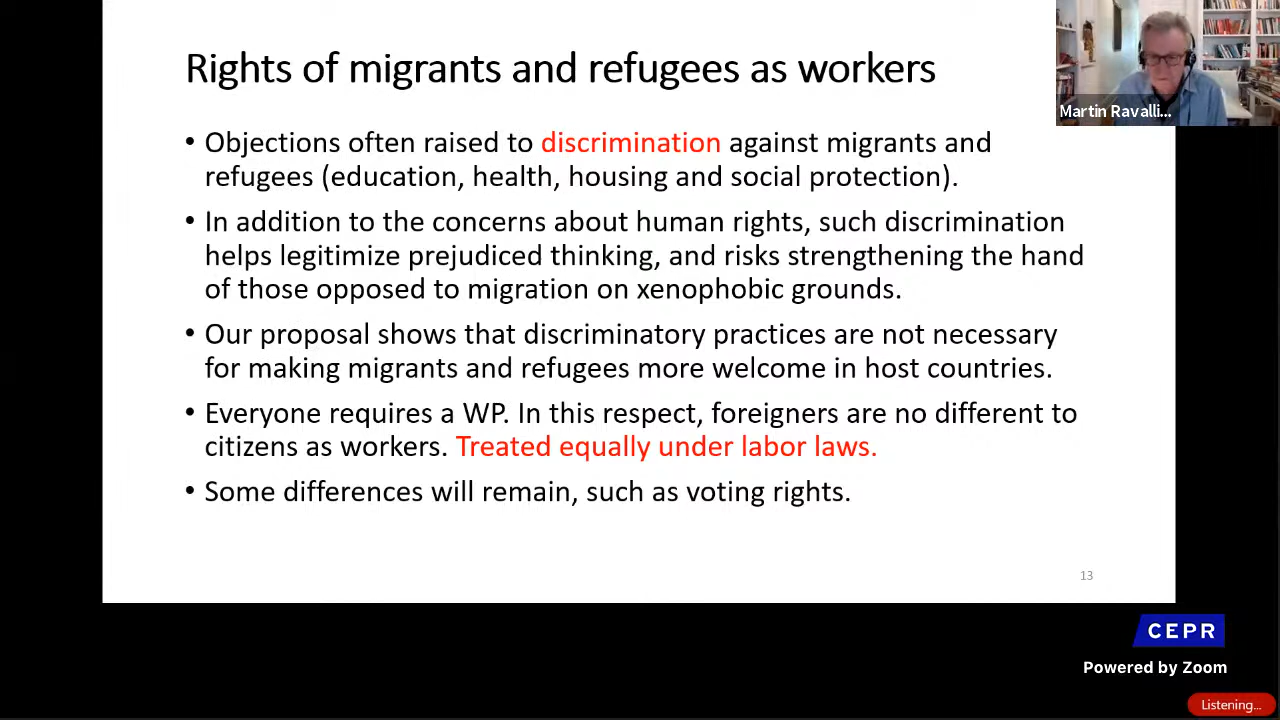 Rights of migrants and refugees as workers
Martin Ravalli...
• Objections often raised to discrimination against migrants and
refugees (education, health, housing and social protection).
• In addition to the concerns about human rights, such discrimination
helps legitimize prejudiced thinking, and risks strengthening the hand
of those opposed to migration on xenophobic grounds.
• Our proposal shows that discriminatory practices are not necessary
for making migrants and refugees more welcome in host countries.
• Everyone requires a WP. In this respect, foreigners are no different to
citizens as workers. Treated equally under labor laws.
• Some differences will remain, such as voting rights.
13
CEPR
Powered by Zoom
Listening...